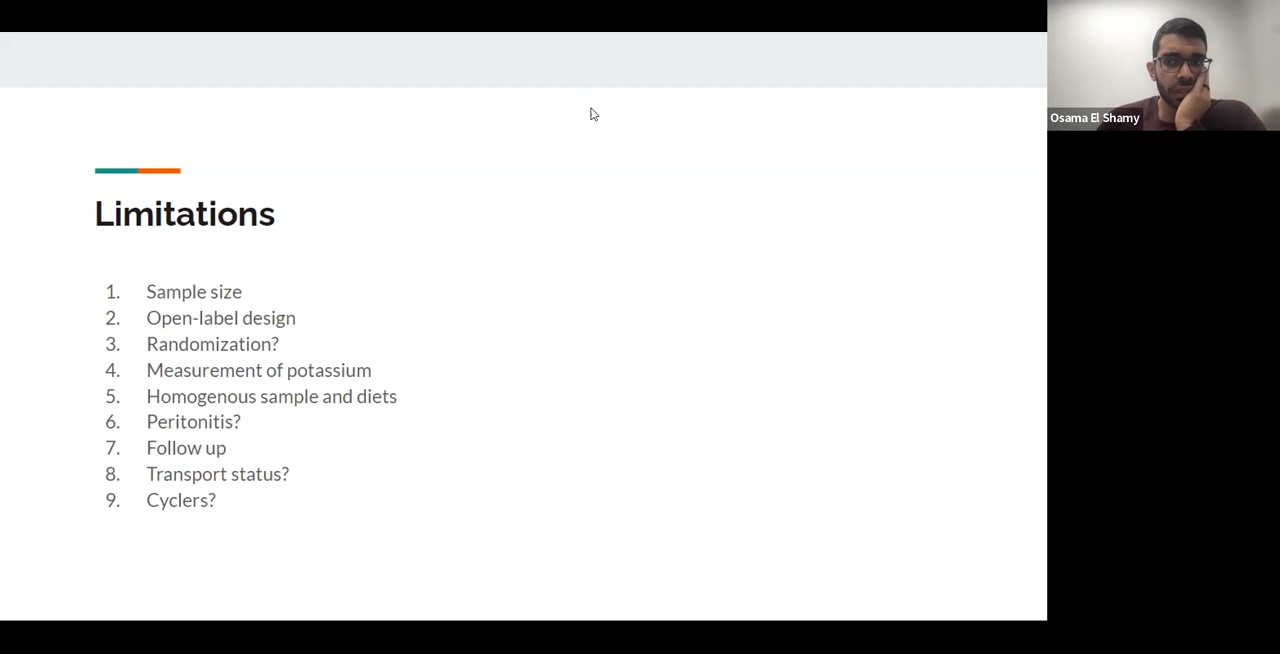 Limitations
1. Sample size
2. Open-label design
3. Randomization?
4. Measurement of potassium
5. Homogenous sample and diets
6. Peritonitis?
7. Follow up
8. Transport status?
9. Cyclers?
Osama El Shamy